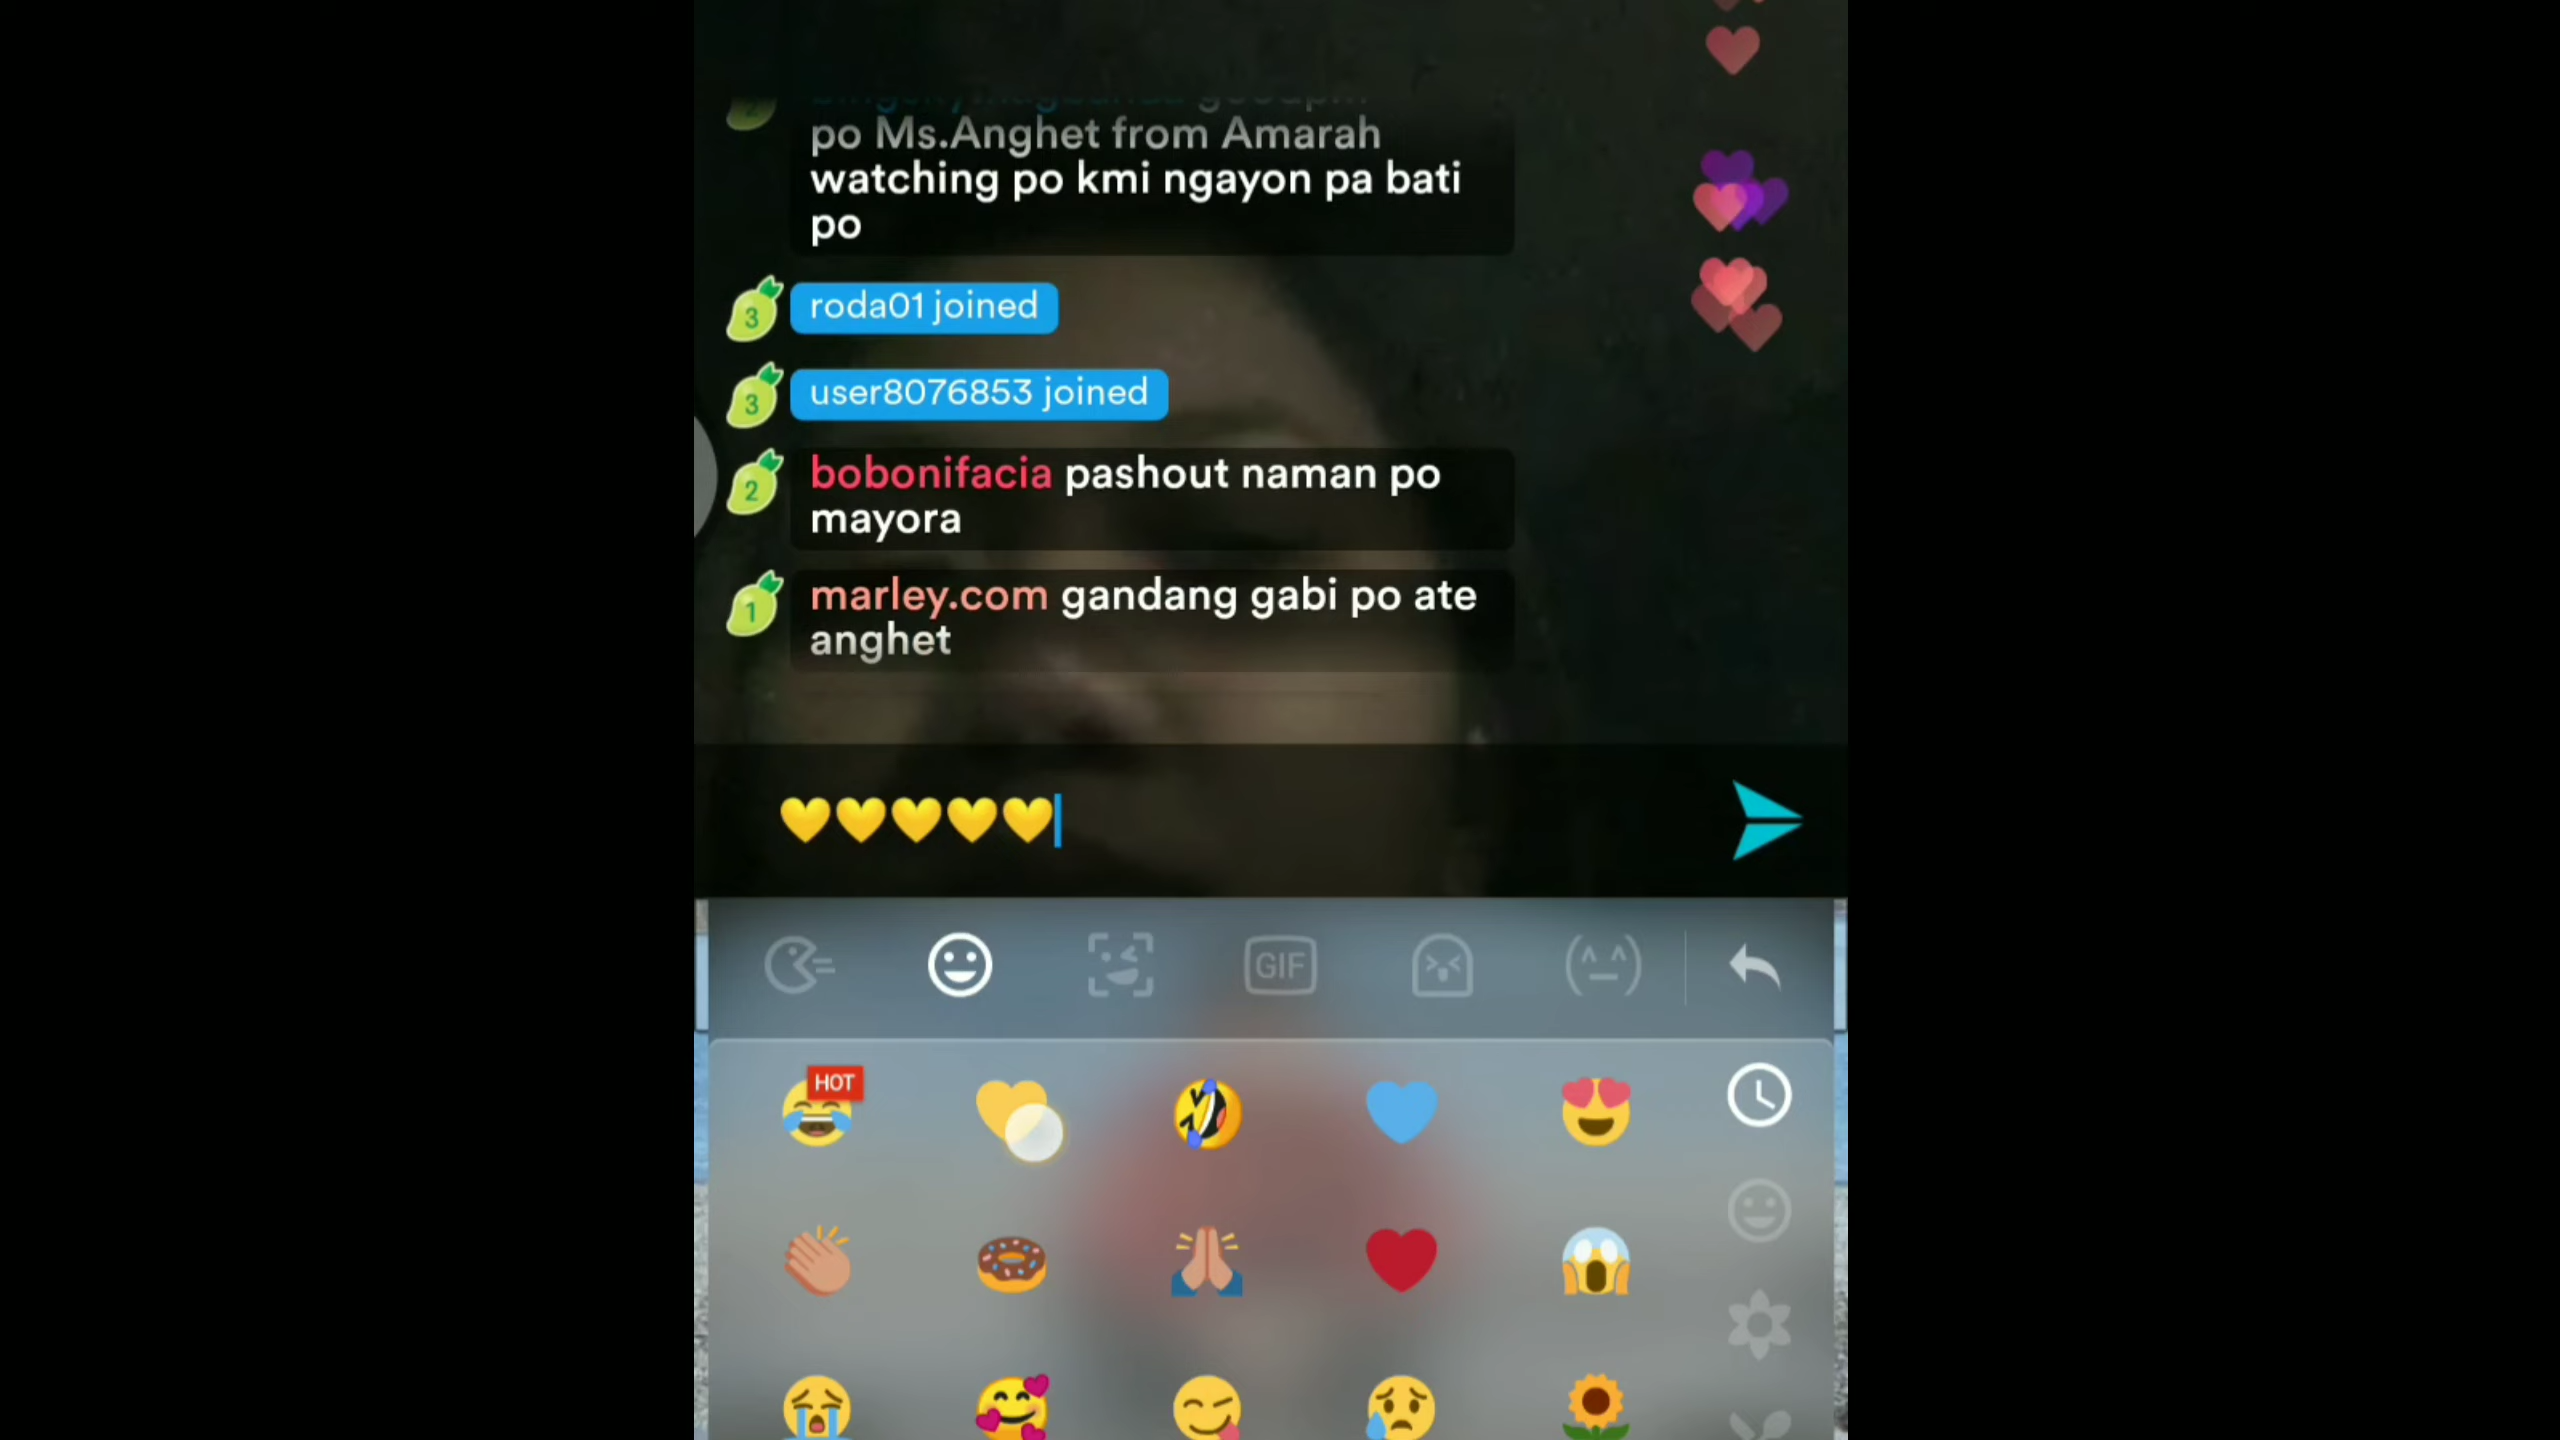 po Ms.Anghet from Amarah
watching po kmi ngayon pa bati
po
3 roda01 joined
3 user8076853 joined
2 bobonifacia pashout naman po
mayora
1 marley.com gandang gabi po ate
anghet
💛💛💛💛💛
GIF
HOT